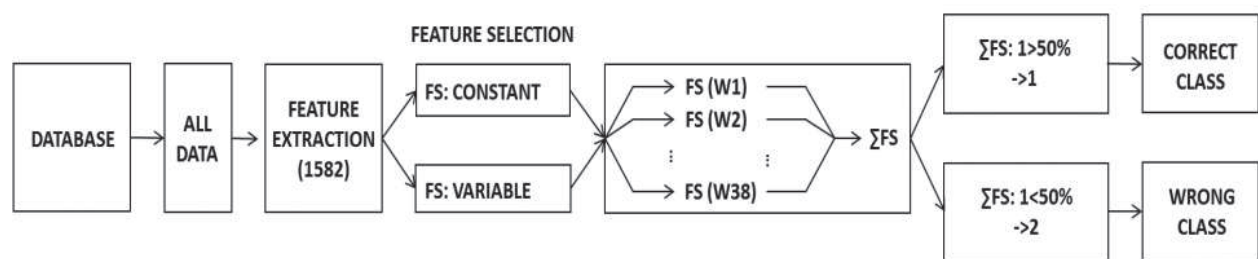 DATABASE
ALL
DATA
FEATURE
EXTRACTION
(1582)
FEATURE SELECTION
FS: CONSTANT
FS: VARIABLE
FS (W1)
FS (W2)
⋮ ⋮
FS (W38)
∑FS
∑FS: 1>50%
->1
CORRECT
CLASS
∑FS: 1<50%
->2
WRONG
CLASS